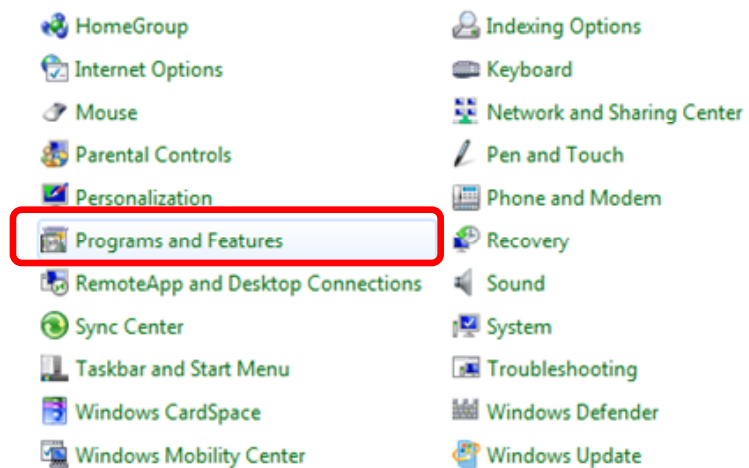 HomeGroup
Indexing Options
Internet Options
Keyboard
Mouse
Network and Sharing Center
Parental Controls
Pen and Touch
Personalization
Phone and Modem
Programs and Features
Recovery
RemoteApp and Desktop Connections
Sound
Sync Center
System
Taskbar and Start Menu
Troubleshooting
Windows CardSpace
Windows Defender
Windows Mobility Center
Windows Update